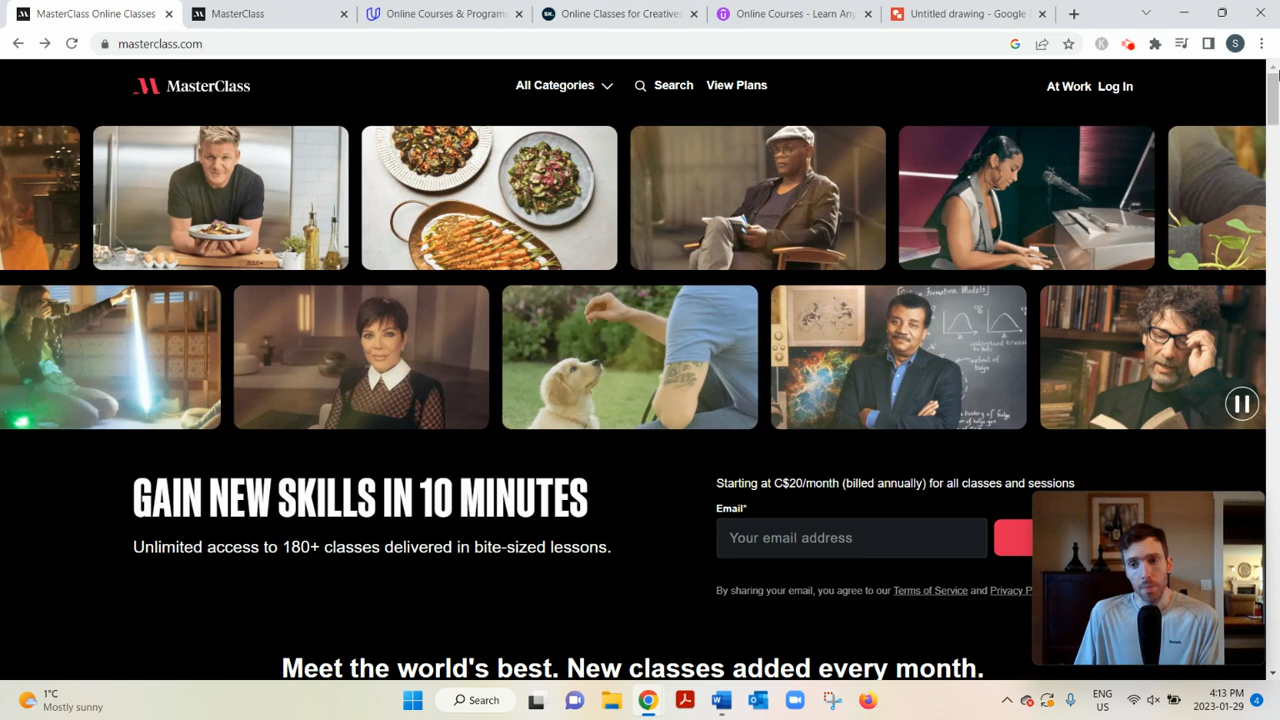 MasterClass Online Classes
MasterClass
Online Courses & Programs
Online Classes for Creatives
Online Courses - Learn Any
Untitled drawing - Google
masterclass.com
S
MasterClass
All Categories
Search
View Plans
At Work
Log In
GAIN NEW SKILLS IN 10 MINUTES
Unlimited access to 180+ classes delivered in bite-sized lessons.
Starting at C$20/month (billed annually) for all classes and sessions
Email*
Your email address
By sharing your email, you agree to our Terms of Service and Privacy P
Meet the world's best. New classes added every month.
1°C
Mostly sunny
Search
ENG
US
4:13 PM
2023-01-29
4